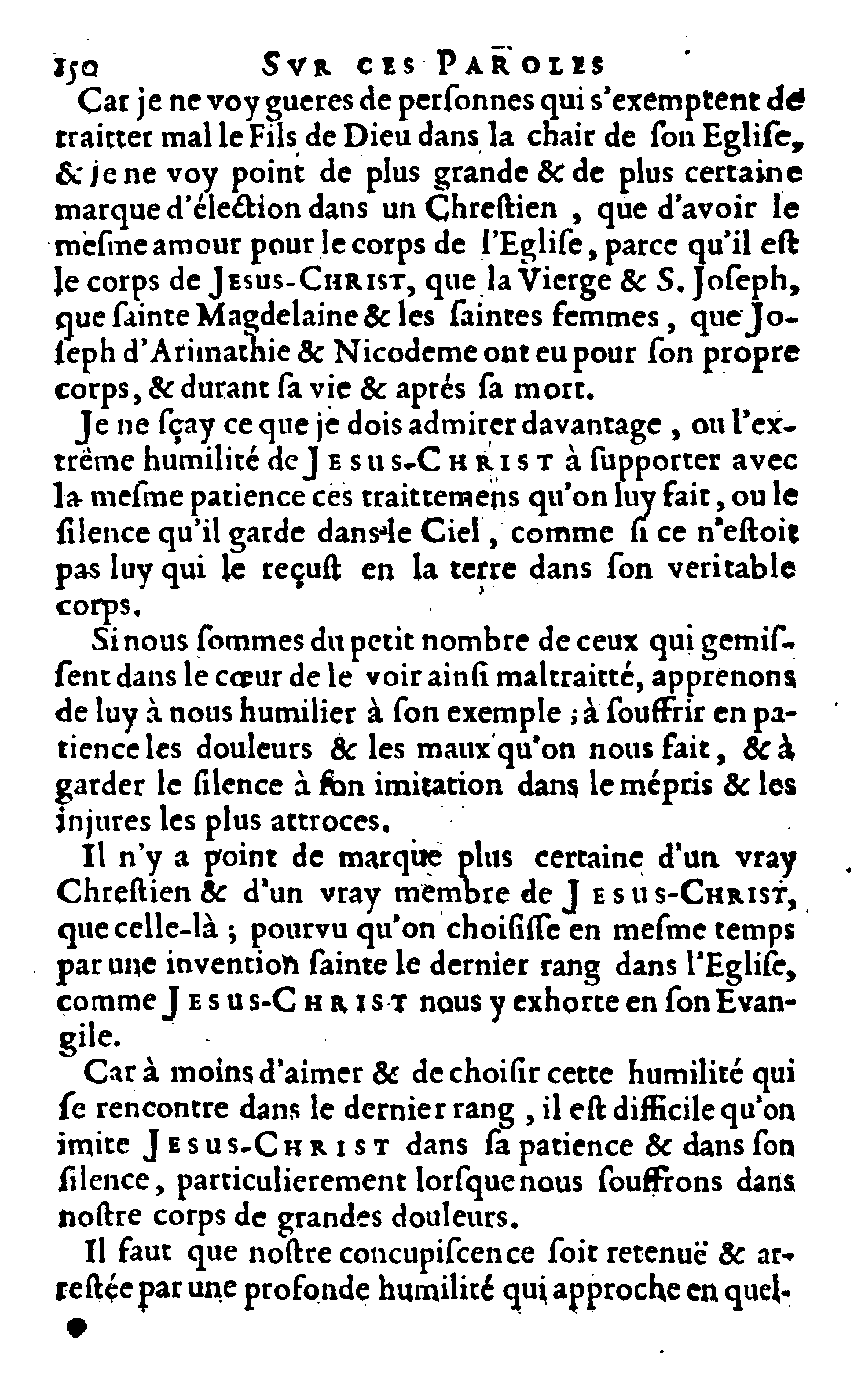 150 SVR CES PAROLES
Car je ne voy gueres de perſonnes qui s'exemptent de
traitter mal le Fils de Dieu dans la chair de ſon Egliſe,
& je ne voy point de plus grande & de plus certaine
marque d'élection dans un Chreſtien , que d'avoir le
meſme amour pour le corps de l'Egliſe, parce qu'il eſt
le corps de JESUS-CHRIST, que la Vierge & S. Joſeph,
que ſainte Magdelaine & les ſaintes femmes , que Jo-
ſeph d'Arimathie & Nicodeme ont eu pour ſon propre
corps, & durant ſa vie & aprés ſa mort.
Je ne ſçay ce que je dois admirer davantage , ou l'ex-
trême humilité de JESUS-CHRIST à ſupporter avec
la meſme patience ces traittemens qu'on luy fait, ou le
ſilence qu'il garde dans le Ciel , comme ſi ce n'eſtoit
pas luy qui le reçuſt en la terre dans ſon veritable
corps.
Si nous ſommes du petit nombre de ceux qui gemiſ-
ſent dans le cœur de le voir ainſi maltraitté, apprenons
de luy à nous humilier à ſon exemple ; à ſouffrir en pa-
tience les douleurs & les maux qu'on nous fait, & à
garder le ſilence à ſon imitation dans le mépris & les
injures les plus attroces.
Il n'y a point de marque plus certaine d'un vray
Chreſtien & d'un vray membre de JESUS-CHRIST,
que celle-là ; pourvu qu'on choiſiſſe en meſme temps
par une invention ſainte le dernier rang dans l'Egliſe,
comme JESUS-CHRIST nous y exhorte en ſon Evan-
gile.
Car à moins d'aimer & de choiſir cette humilité qui
ſe rencontre dans le dernier rang , il eſt difficile qu'on
imite JESUS-CHRIST dans ſa patience & dans ſon
ſilence, particulierement lorſque nous ſouffrons dans
noſtre corps de grandes douleurs.
Il faut que noſtre concupiſcence ſoit retenuë & ar-
reſtée par une profonde humilité qui approche en quel-